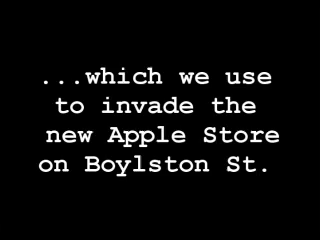 ...which we use
to invade the
new Apple Store
on Boylston St.